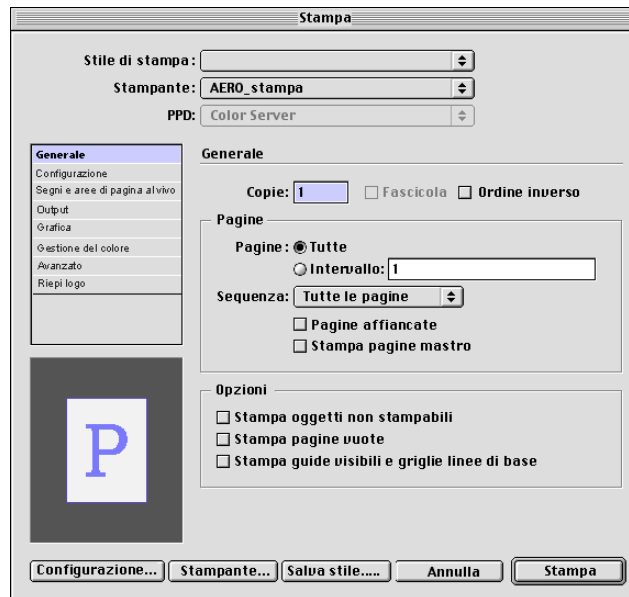 Stampa
Stile di stampa:
Stampante: AERO_stampa
PPD: Color Server
Generale
Configurazione
Segni e aree di pagina al vivo
Output
Grafica
Gestione del colore
Avanzato
Riepilogo
Generale
Copie: 1 Fascicola Ordine inverso
Pagine
Pagine: Tutte
Intervallo: 1
Sequenza: Tutte le pagine
Pagine affiancate
Stampa pagine mastro
Opzioni
Stampa oggetti non stampabili
Stampa pagine vuote
Stampa guide visibili e griglie linee di base
P
Configurazione... Stampante... Salva stile..... Annulla Stampa